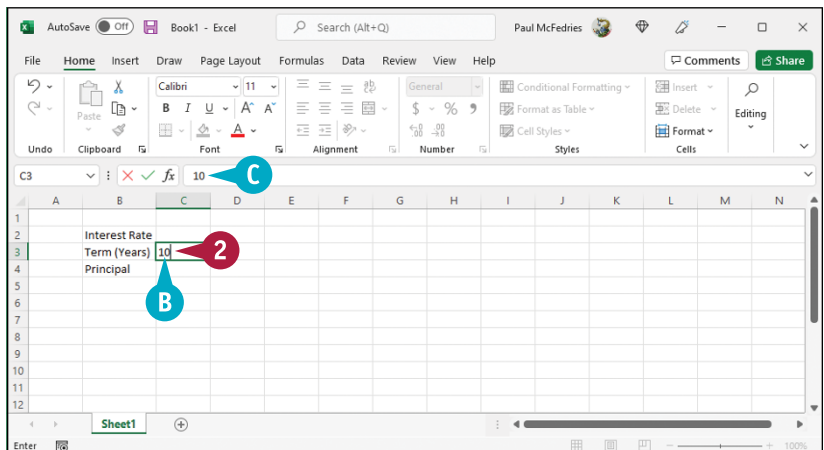 AutoSave Off Book1 - Excel Search (Alt+Q) Paul McFedries
File Home Insert Draw Page Layout Formulas Data Review View Help Comments Share
Calibri 11 General Conditional Formatting Insert
Paste B I U A Format as Table Delete Editing
Cell Styles Format
Undo Clipboard Font Alignment Number Styles Cells
C3 fx 10 C
A B C D E F G H I J K L M N
1
2 Interest Rate
3 Term (Years) 10 2
4 Principal
5
B
6
7
8
9
10
11
12
Sheet1
Enter 100%